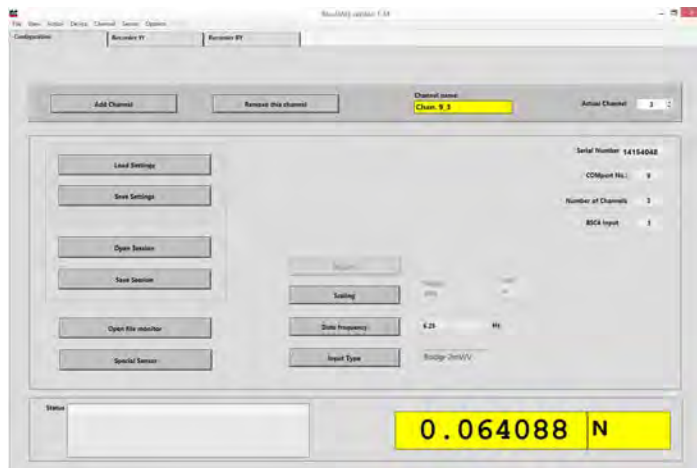 File View Action Device Channel Sensor Options
Configuration Recorder Yt Recorder XY
Channel name
Add Channel Remove this channel Chan. 9_3 Actual Channel 3
Serial Number 14154048
Load Settings
COMport No.: 9
Save Settings
Number of Channels 3
BSC4 Input 3
Open Session
Save Session
Scaling
Open file monitor Data frequency 6.25 Hz
Special Sensor Input Type Bridge 2mV/V
Status
0.064088 N